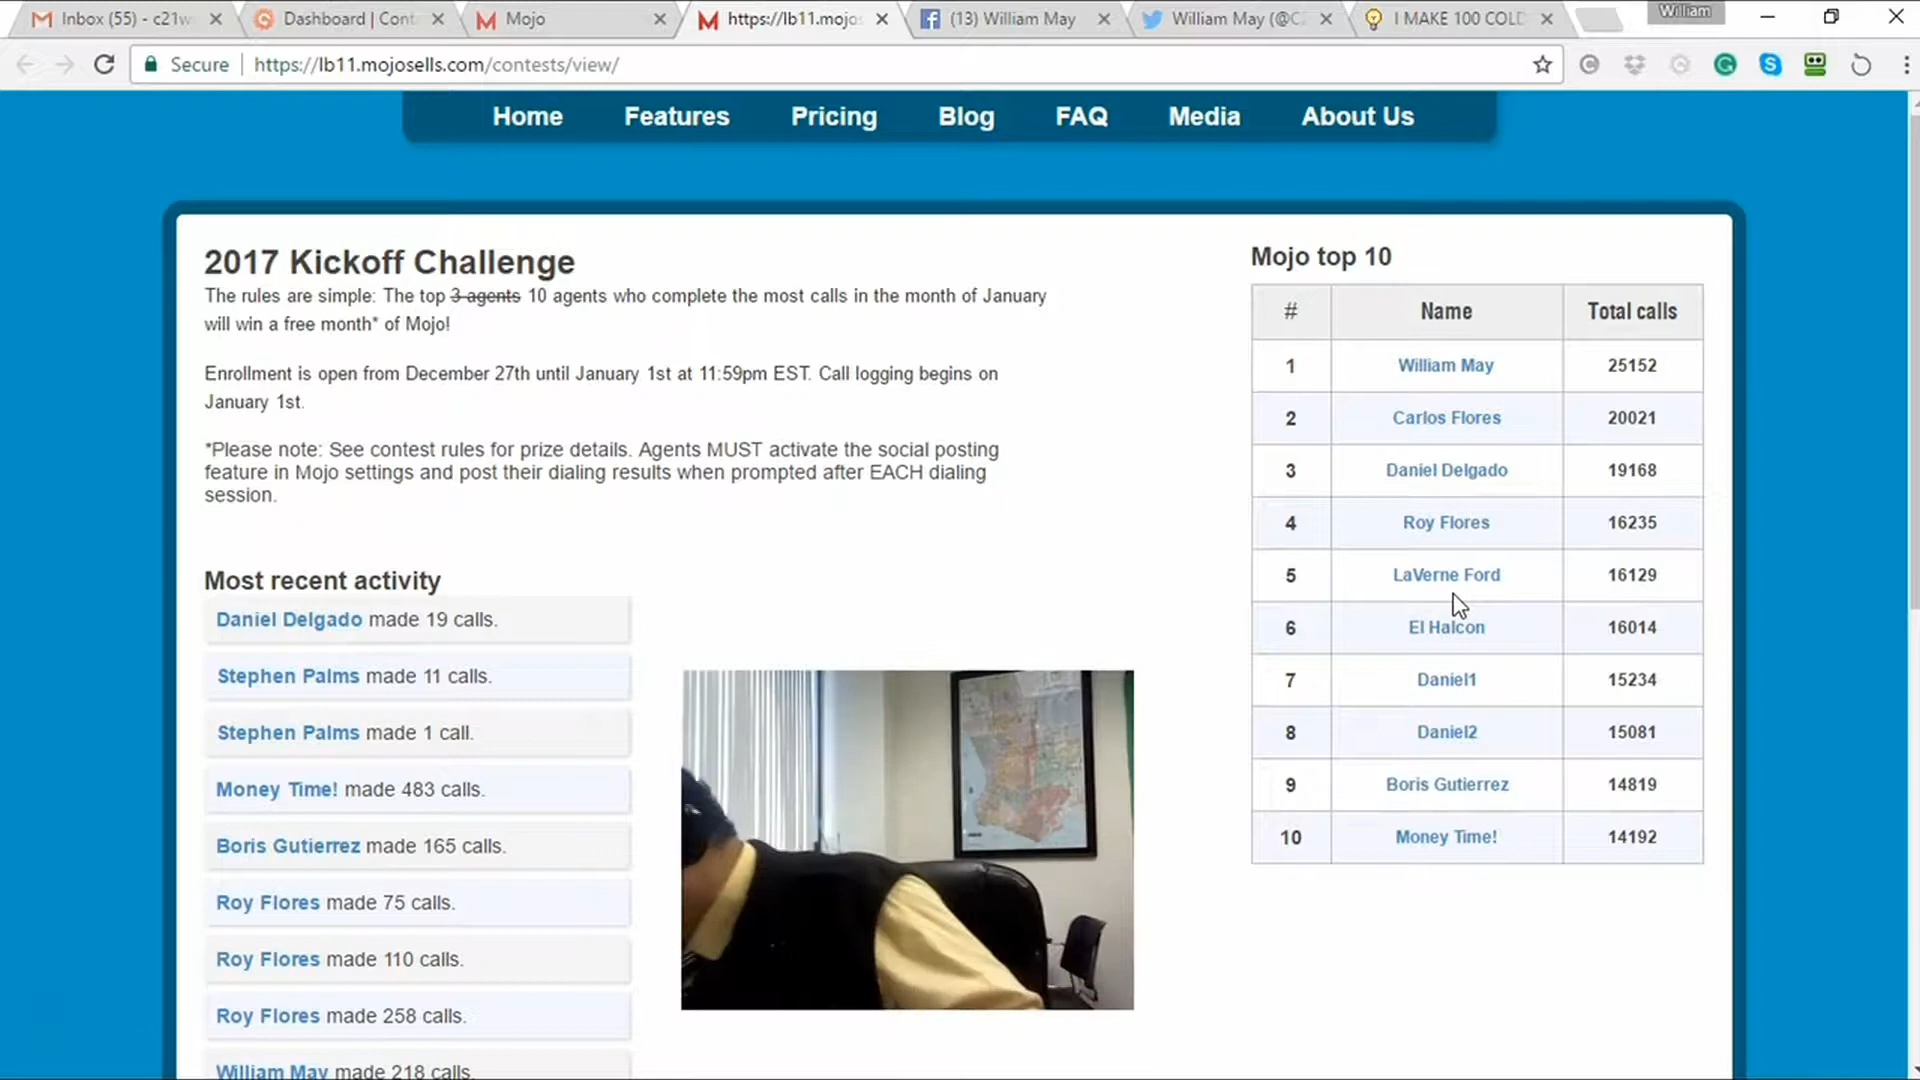 Inbox (55) - c21w
Dashboard | Cont
Mojo
https://lb11.mojos
(13) William May
William May (@C2
I MAKE 100 COLD
William
Secure
https://lb11.mojosells.com/contests/view/
Home
Features
Pricing
Blog
FAQ
Media
About Us
2017 Kickoff Challenge
The rules are simple: The top 3 agents 10 agents who complete the most calls in the month of January
will win a free month* of Mojo!
Enrollment is open from December 27th until January 1st at 11:59pm EST. Call logging begins on
January 1st.
*Please note: See contest rules for prize details. Agents MUST activate the social posting
feature in Mojo settings and post their dialing results when prompted after EACH dialing
session.
Most recent activity
Daniel Delgado made 19 calls.
Stephen Palms made 11 calls.
Stephen Palms made 1 call.
Money Time! made 483 calls.
Boris Gutierrez made 165 calls.
Roy Flores made 75 calls.
Roy Flores made 110 calls.
Roy Flores made 258 calls.
William May made 218 calls.
Mojo top 10
# Name Total calls
1 William May 25152
2 Carlos Flores 20021
3 Daniel Delgado 19168
4 Roy Flores 16235
5 LaVerne Ford 16129
6 El Halcon 16014
7 Daniel1 15234
8 Daniel2 15081
9 Boris Gutierrez 14819
10 Money Time! 14192